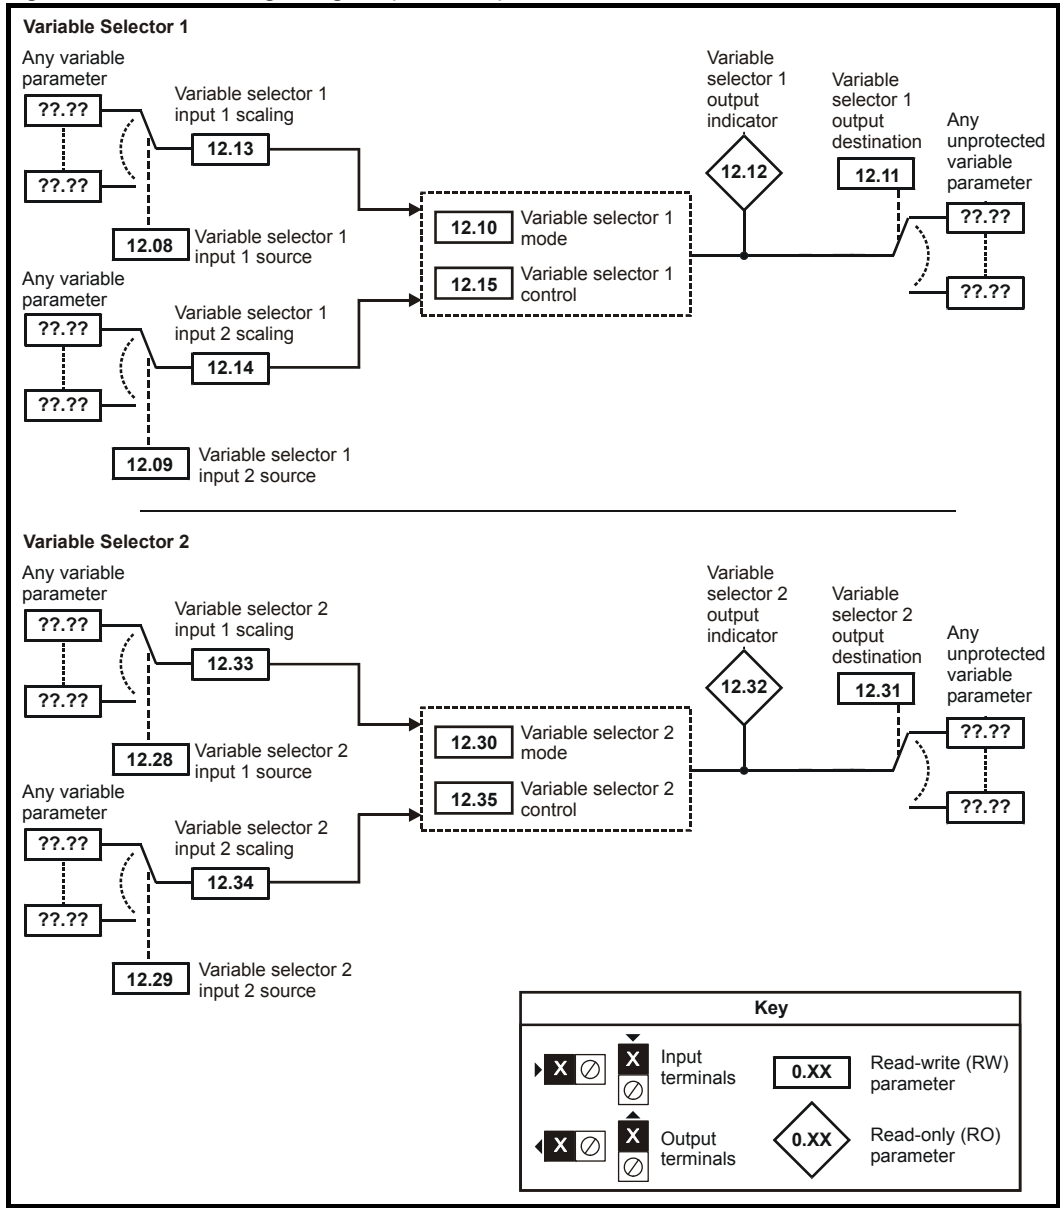 Variable Selector 1
Any variable
parameter
??.??
??.??
Variable selector 1
input 1 scaling
12.13
12.08
Variable selector 1
input 1 source
Any variable
parameter
??.??
??.??
Variable selector 1
input 2 scaling
12.14
12.09
Variable selector 1
input 2 source
12.10
Variable selector 1
mode
12.15
Variable selector 1
control
Variable
selector 1
output
indicator
12.12
Variable
selector 1
output
destination
12.11
Any
unprotected
variable
parameter
??.??
??.??
Variable Selector 2
Any variable
parameter
??.??
??.??
Variable selector 2
input 1 scaling
12.33
12.28
Variable selector 2
input 1 source
Any variable
parameter
??.??
??.??
Variable selector 2
input 2 scaling
12.34
12.29
Variable selector 2
input 2 source
12.30
Variable selector 2
mode
12.35
Variable selector 2
control
Variable
selector 2
output
indicator
12.32
Variable
selector 2
output
destination
12.31
Any
unprotected
variable
parameter
??.??
??.??
Key
X
X
Input
terminals
0.XX
Read-write (RW)
parameter
X
X
Output
terminals
0.XX
Read-only (RO)
parameter